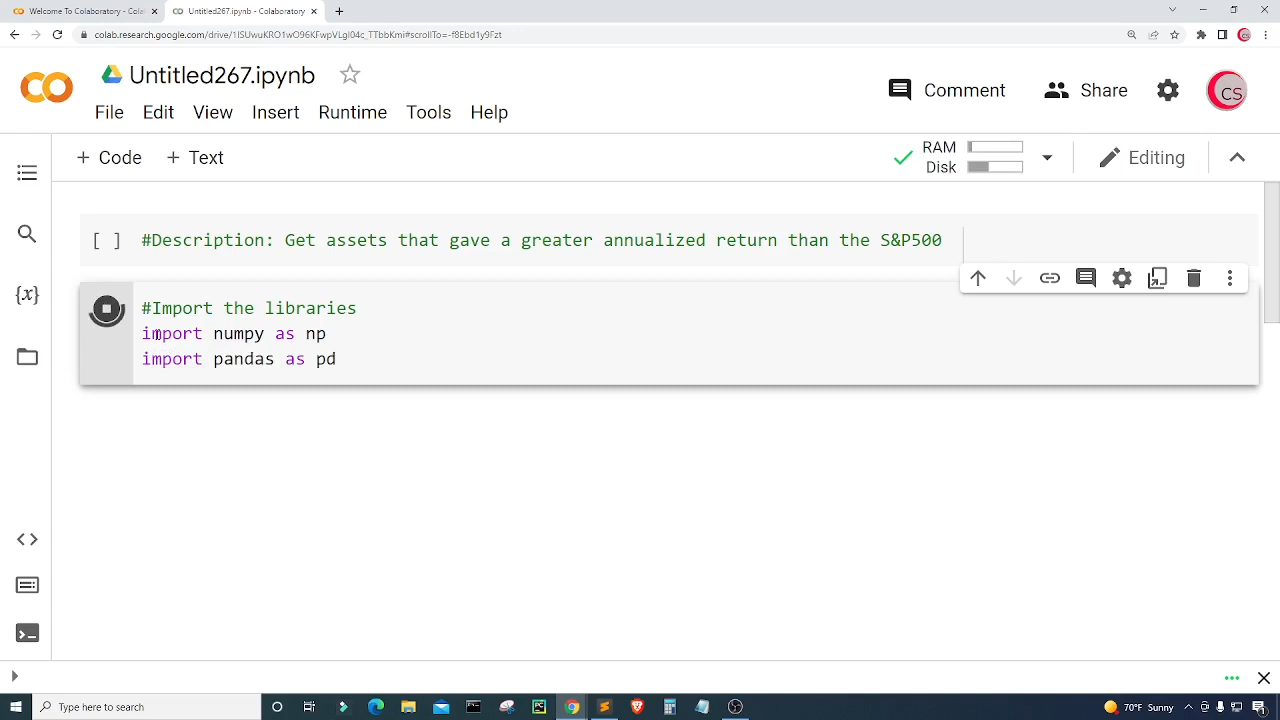 Welcome To Colaboratory - Colab
Untitled267.ipynb - Colaboratory
colab.research.google.com/drive/1ISUwuKRO1wO96KFwpVLgI04c_TTbbKmi#scrollTo=-f8Ebd1y9Fzt
Untitled267.ipynb
Comment
Share
CS
File Edit View Insert Runtime Tools Help
+ Code + Text
RAM
Disk
Editing
[ ] #Description: Get assets that gave a greater annualized return than the S&P500
{x}
#Import the libraries
import numpy as np
import pandas as pd
Type here to search
70°F Sunny